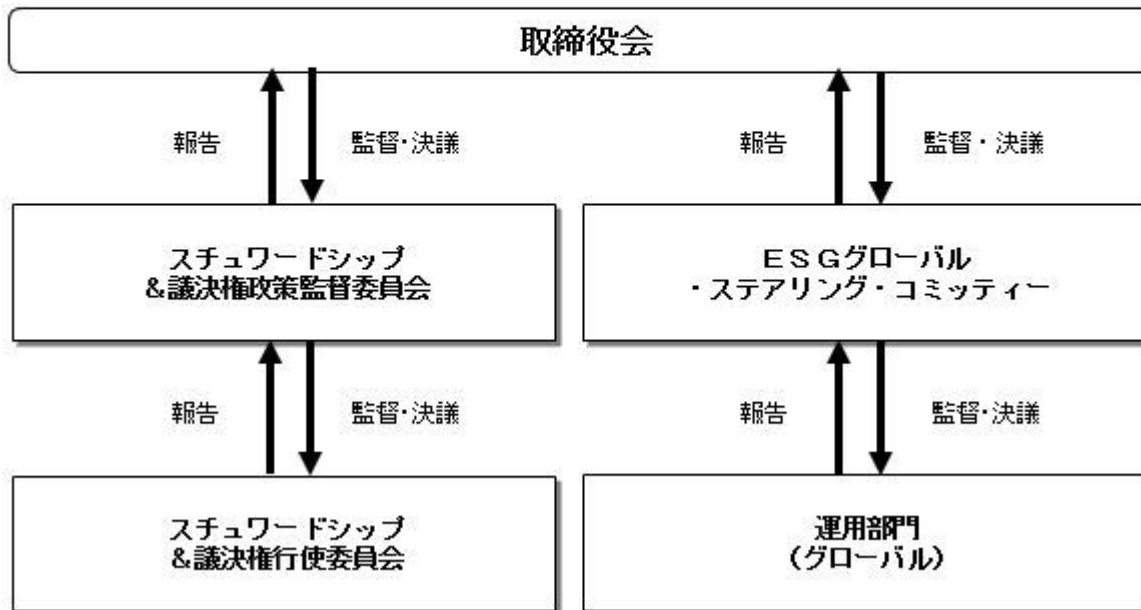 取締役会
報告
監督・決議
報告
監督・決議
スチュワードシップ
&議決権政策監督委員会
ESGグローバル
・ステアリング・コミッティー
報告
監督・決議
報告
監督・決議
スチュワードシップ
&議決権行使委員会
運用部門
(グローバル)